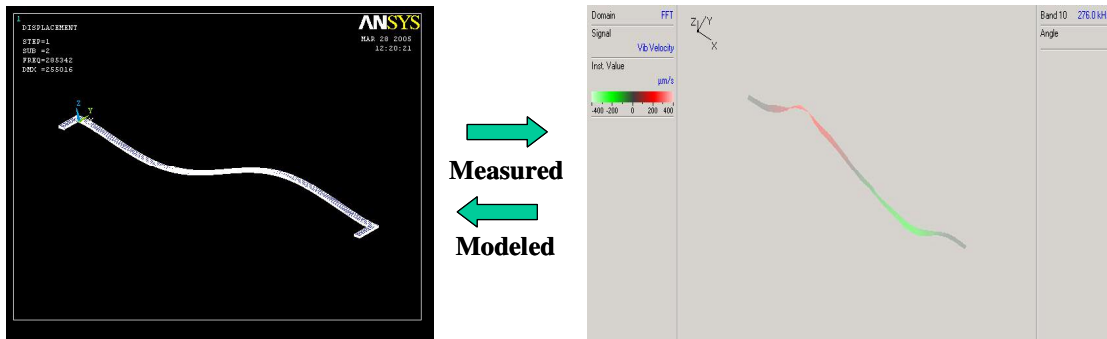 1
DISPLACEMENT
STEP=1
SUB =2
FREQ=285342
DMX =255016
ANSYS
MAR 28 2005
12:20:21
Z
Y
Measured
Modeled
Domain FFT
Signal
Vib Velocity
Inst. Value
µm/s
-400 -200 0 200 400
Z Y
X
Band 10 276.0 kH
Angle